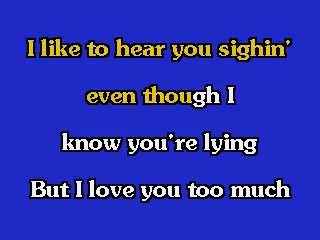 I like to hear you sighin'
even though I
know you're lying
But I love you too much